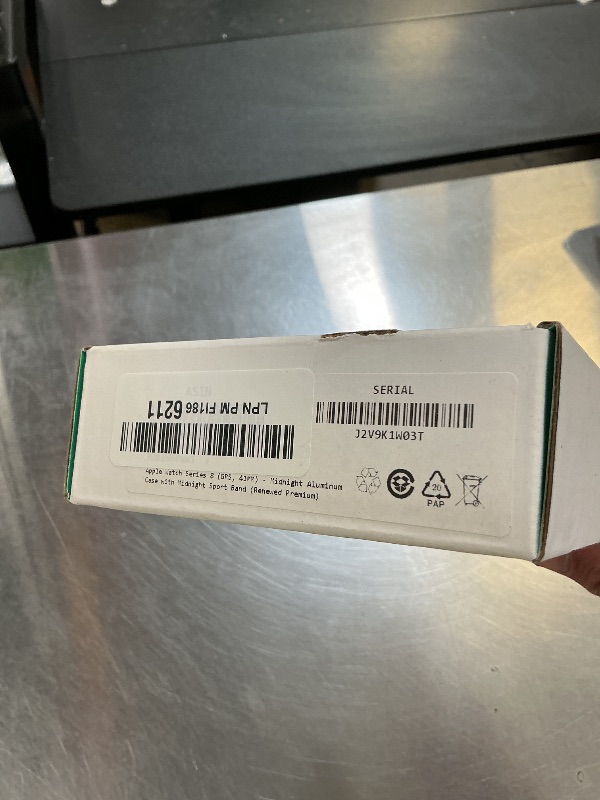 NISA
LPN PM FI186 6211
SERIAL
J2V9K1W03T
Apple Watch Series 8 (GPS, 41MM) - Midnight Aluminum
Case with Midnight Sport Band (Renewed Premium)
20
PAP